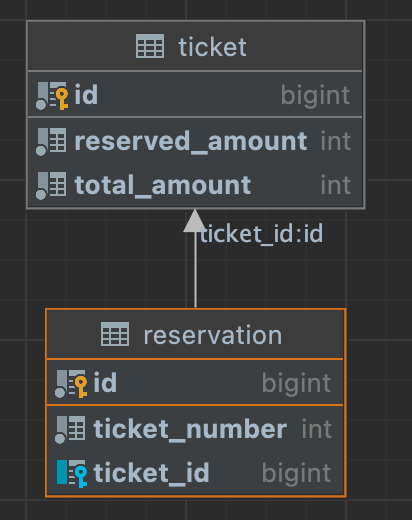 ticket
id bigint
reserved_amount int
total_amount int
ticket_id:id
reservation
id bigint
ticket_number int
ticket_id bigint